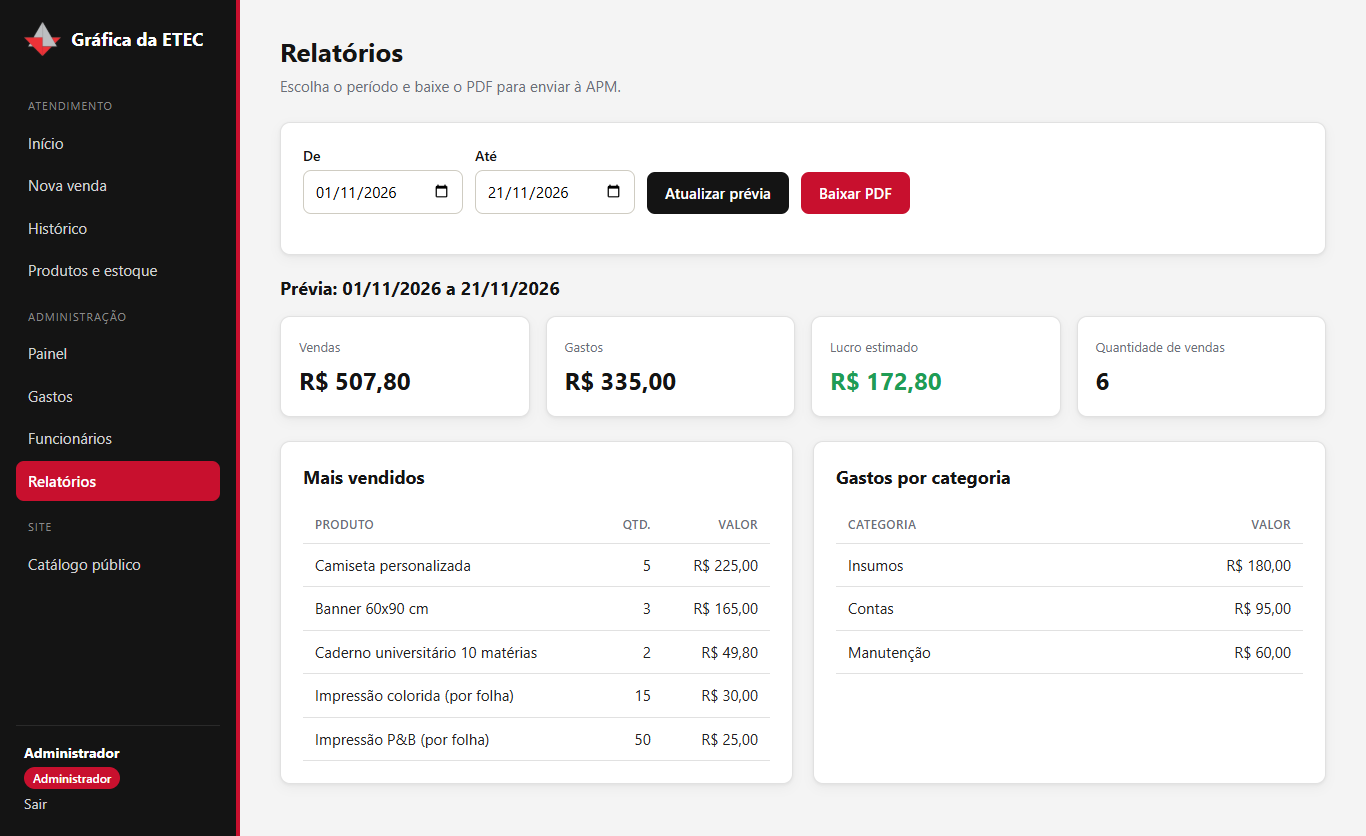 Gráfica da ETEC
ATENDIMENTO
Início
Nova venda
Histórico
Produtos e estoque
ADMINISTRAÇÃO
Painel
Gastos
Funcionários
Relatórios
SITE
Catálogo público
Administrador
Administrador
Sair
Relatórios
Escolha o período e baixe o PDF para enviar à APM.
De Até
01/11/2026 21/11/2026 Atualizar prévia Baixar PDF
Prévia: 01/11/2026 a 21/11/2026
Vendas Gastos Lucro estimado Quantidade de vendas
R$ 507,80 R$ 335,00 R$ 172,80 6
Mais vendidos
PRODUTO QTD. VALOR
Camiseta personalizada 5 R$ 225,00
Banner 60x90 cm 3 R$ 165,00
Caderno universitário 10 matérias 2 R$ 49,80
Impressão colorida (por folha) 15 R$ 30,00
Impressão P&B (por folha) 50 R$ 25,00
Gastos por categoria
CATEGORIA VALOR
Insumos R$ 180,00
Contas R$ 95,00
Manutenção R$ 60,00